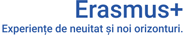 Erasmus+
Experiențe de neuitat și noi orizonturi.